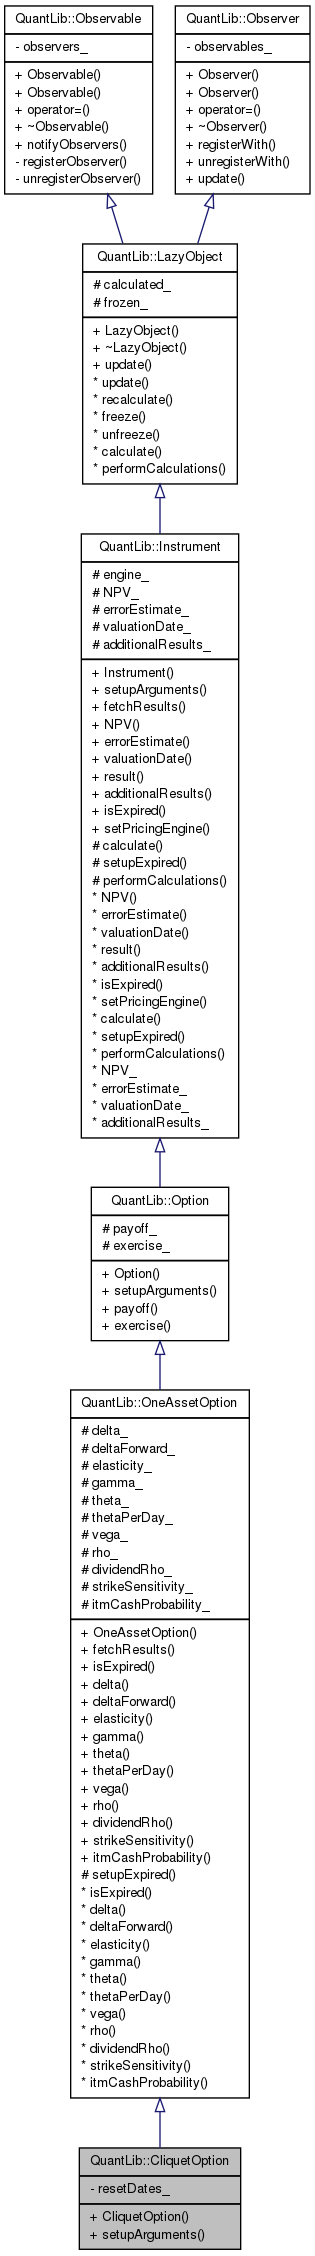 QuantLib::Observable
- observers_
+ Observable()
+ Observable()
+ operator=()
+ ~Observable()
+ notifyObservers()
- registerObserver()
- unregisterObserver()
QuantLib::Observer
- observables_
+ Observer()
+ Observer()
+ operator=()
+ ~Observer()
+ registerWith()
+ unregisterWith()
+ update()
QuantLib::LazyObject
# calculated_
# frozen_
+ LazyObject()
+ ~LazyObject()
+ update()
* update()
* recalculate()
* freeze()
* unfreeze()
* calculate()
* performCalculations()
QuantLib::Instrument
# engine_
# NPV_
# errorEstimate_
# valuationDate_
# additionalResults_
+ Instrument()
+ setupArguments()
+ fetchResults()
+ NPV()
+ errorEstimate()
+ valuationDate()
+ result()
+ additionalResults()
+ isExpired()
+ setPricingEngine()
# calculate()
# setupExpired()
# performCalculations()
* NPV()
* errorEstimate()
* valuationDate()
* result()
* additionalResults()
* isExpired()
* setPricingEngine()
* calculate()
* setupExpired()
* performCalculations()
* NPV_
* errorEstimate_
* valuationDate_
* additionalResults_
QuantLib::Option
# payoff_
# exercise_
+ Option()
+ setupArguments()
+ payoff()
+ exercise()
QuantLib::OneAssetOption
# delta_
# deltaForward_
# elasticity_
# gamma_
# theta_
# thetaPerDay_
# vega_
# rho_
# dividendRho_
# strikeSensitivity_
# itmCashProbability_
+ OneAssetOption()
+ fetchResults()
+ isExpired()
+ delta()
+ deltaForward()
+ elasticity()
+ gamma()
+ theta()
+ thetaPerDay()
+ vega()
+ rho()
+ dividendRho()
+ strikeSensitivity()
+ itmCashProbability()
# setupExpired()
* isExpired()
* delta()
* deltaForward()
* elasticity()
* gamma()
* theta()
* thetaPerDay()
* vega()
* rho()
* dividendRho()
* strikeSensitivity()
* itmCashProbability()
QuantLib::CliquetOption
- resetDates_
+ CliquetOption()
+ setupArguments()